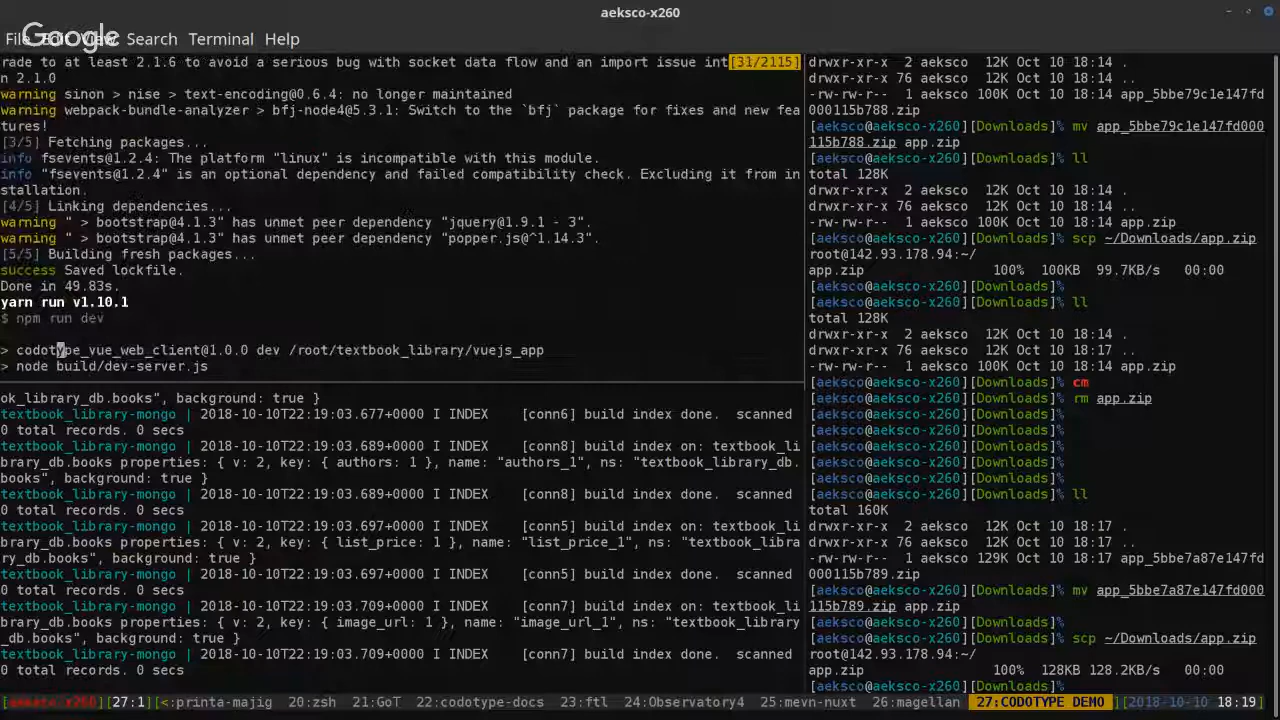 aeksco-x260
Google
File Edit View Search Terminal Help
rade to at least 2.1.6 to avoid a serious bug with socket data flow and an import issue int[31/2115]
n 2.1.0
warning sinon > nise > text-encoding@0.6.4: no longer maintained
warning webpack-bundle-analyzer > bfj-node4@5.3.1: Switch to the `bfj` package for fixes and new fea
tures!
[3/5] Fetching packages...
info fsevents@1.2.4: The platform "linux" is incompatible with this module.
info "fsevents@1.2.4" is an optional dependency and failed compatibility check. Excluding it from in
stallation.
[4/5] Linking dependencies...
warning " > bootstrap@4.1.3" has unmet peer dependency "jquery@1.9.1 - 3".
warning " > bootstrap@4.1.3" has unmet peer dependency "popper.js@^1.14.3".
[5/5] Building fresh packages...
success Saved lockfile.
Done in 49.83s.
yarn run v1.10.1
$ npm run dev
> codotype_vue_web_client@1.0.0 dev /root/textbook_library/vuejs_app
> node build/dev-server.js
ok_library_db.books", background: true }
textbook_library-mongo | 2018-10-10T22:19:03.677+0000 I INDEX [conn6] build index done. scanned
0 total records. 0 secs
textbook_library-mongo | 2018-10-10T22:19:03.689+0000 I INDEX [conn8] build index on: textbook_li
brary_db.books properties: { v: 2, key: { authors: 1 }, name: "authors_1", ns: "textbook_library_db.
books", background: true }
textbook_library-mongo | 2018-10-10T22:19:03.689+0000 I INDEX [conn8] build index done. scanned
0 total records. 0 secs
textbook_library-mongo | 2018-10-10T22:19:03.697+0000 I INDEX [conn5] build index on: textbook_li
brary_db.books properties: { v: 2, key: { list_price: 1 }, name: "list_price_1", ns: "textbook_libra
ry_db.books", background: true }
textbook_library-mongo | 2018-10-10T22:19:03.697+0000 I INDEX [conn5] build index done. scanned
0 total records. 0 secs
textbook_library-mongo | 2018-10-10T22:19:03.709+0000 I INDEX [conn7] build index on: textbook_li
brary_db.books properties: { v: 2, key: { image_url: 1 }, name: "image_url_1", ns: "textbook_library
_db.books", background: true }
textbook_library-mongo | 2018-10-10T22:19:03.709+0000 I INDEX [conn7] build index done. scanned
0 total records. 0 secs
drwxr-xr-x 2 aeksco 12K Oct 10 18:14 .
drwxr-xr-x 76 aeksco 12K Oct 10 18:14 ..
-rw-rw-r-- 1 aeksco 100K Oct 10 18:14 app_5bbe79c1e147fd
000115b788.zip
[aeksco@aeksco-x260][Downloads]% mv app_5bbe79c1e147fd000
115b788.zip app.zip
[aeksco@aeksco-x260][Downloads]% ll
total 128K
drwxr-xr-x 2 aeksco 12K Oct 10 18:14 .
drwxr-xr-x 76 aeksco 12K Oct 10 18:14 ..
-rw-rw-r-- 1 aeksco 100K Oct 10 18:14 app.zip
[aeksco@aeksco-x260][Downloads]% scp ~/Downloads/app.zip
root@142.93.178.94:~/
app.zip 100% 100KB 99.7KB/s 00:00
[aeksco@aeksco-x260][Downloads]%
[aeksco@aeksco-x260][Downloads]% ll
total 128K
drwxr-xr-x 2 aeksco 12K Oct 10 18:14 .
drwxr-xr-x 76 aeksco 12K Oct 10 18:17 ..
-rw-rw-r-- 1 aeksco 100K Oct 10 18:14 app.zip
[aeksco@aeksco-x260][Downloads]% cm
[aeksco@aeksco-x260][Downloads]% rm app.zip
[aeksco@aeksco-x260][Downloads]%
[aeksco@aeksco-x260][Downloads]%
[aeksco@aeksco-x260][Downloads]%
[aeksco@aeksco-x260][Downloads]%
[aeksco@aeksco-x260][Downloads]%
[aeksco@aeksco-x260][Downloads]% ll
total 160K
drwxr-xr-x 2 aeksco 12K Oct 10 18:17 .
drwxr-xr-x 76 aeksco 12K Oct 10 18:17 ..
-rw-rw-r-- 1 aeksco 129K Oct 10 18:17 app_5bbe7a87e147fd
000115b789.zip
[aeksco@aeksco-x260][Downloads]% mv app_5bbe7a87e147fd000
115b789.zip app.zip
[aeksco@aeksco-x260][Downloads]%
[aeksco@aeksco-x260][Downloads]% scp ~/Downloads/app.zip
root@142.93.178.94:~/
app.zip 100% 128KB 128.2KB/s 00:00
[aeksco@aeksco-x260][Downloads]%
[aeksco-x260][27:1][<:printa-majig 20:zsh 21:GoT 22:codotype-docs 23:ftl 24:Observatory4 25:mevn-nuxt 26:magellan 27:CODOTYPE DEMO ][2018-10-10 18:19]